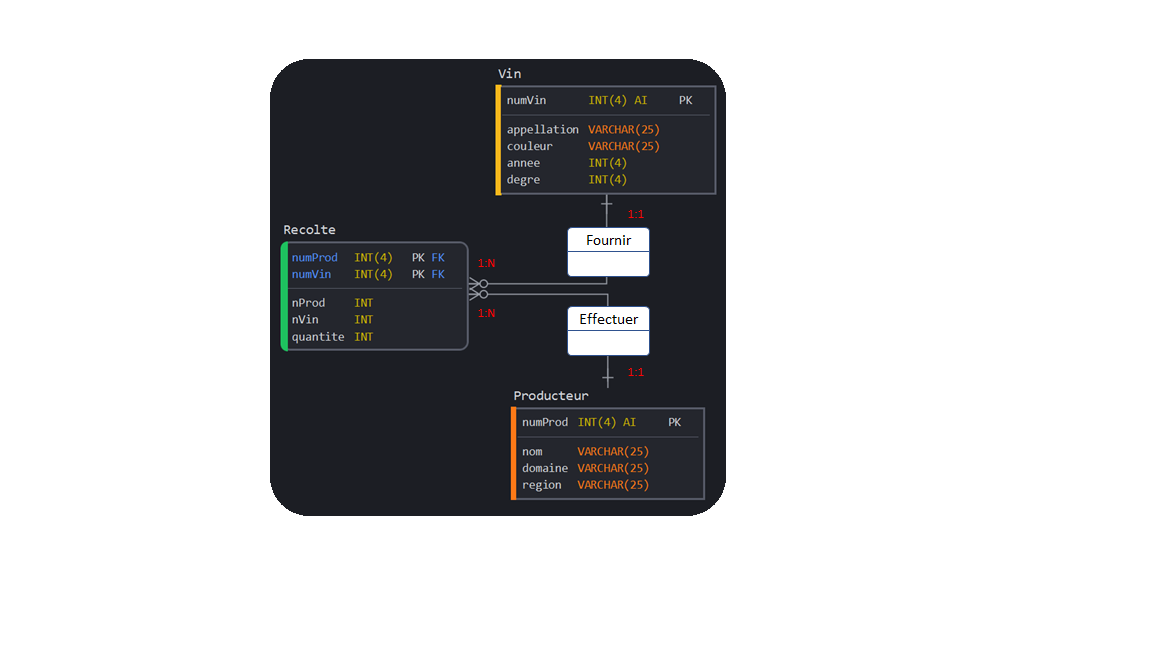 Vin
numVin INT(4) AI PK
appellation VARCHAR(25)
couleur VARCHAR(25)
annee INT(4)
degre INT(4)
1:1
Fournir
Recolte
numProd INT(4) PK FK
numVin INT(4) PK FK
nProd INT
nVin INT
quantite INT
1:N
1:N
Effectuer
1:1
Producteur
numProd INT(4) AI PK
nom VARCHAR(25)
domaine VARCHAR(25)
region VARCHAR(25)